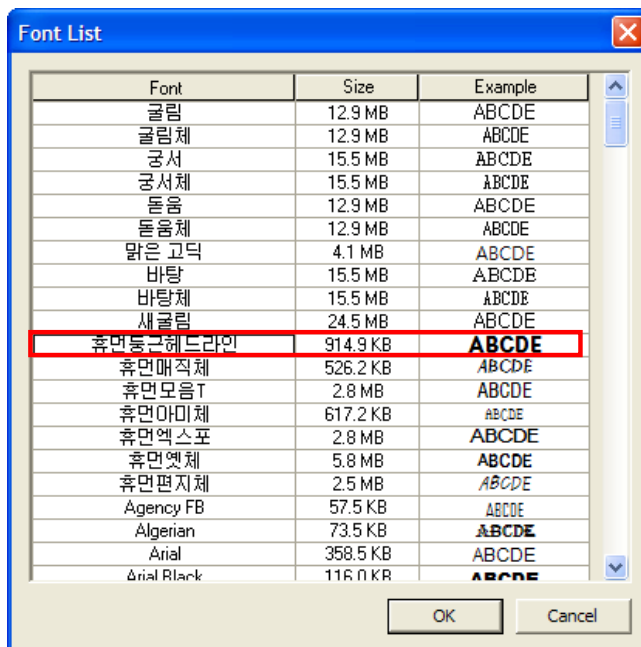 Font List
Font Size Example
굴림 12.9 MB ABCDE
굴림체 12.9 MB ABCDE
궁서 15.5 MB ABCDE
궁서체 15.5 MB ABCDE
돋움 12.9 MB ABCDE
돋움체 12.9 MB ABCDE
맑은 고딕 4.1 MB ABCDE
바탕 15.5 MB ABCDE
바탕체 15.5 MB ABCDE
새굴림 24.5 MB ABCDE
휴먼둥근헤드라인 914.9 KB ABCDE
휴먼매직체 526.2 KB ABCDE
휴먼모음T 2.8 MB ABCDE
휴먼아미체 617.2 KB ABCDE
휴먼엑스포 2.8 MB ABCDE
휴먼옛체 5.8 MB ABCDE
휴먼편지체 2.5 MB ABCDE
Agency FB 57.5 KB ABCDE
Algerian 73.5 KB ABCDE
Arial 358.5 KB ABCDE
Arial Black 116.0 KB ABCDE
OK Cancel